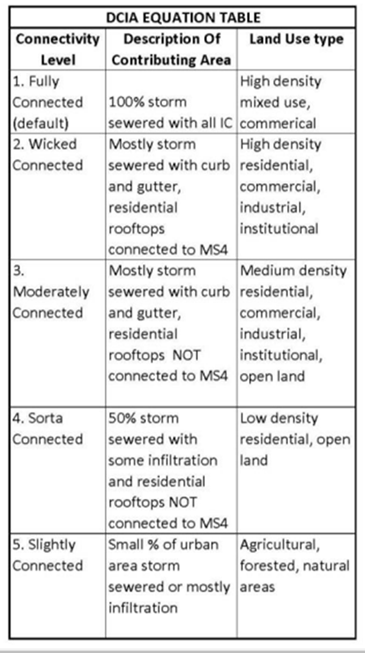 DCIA EQUATION TABLE
Connectivity Level | Description Of Contributing Area | Land Use type
1. Fully Connected (default) | 100% storm sewered with all IC | High density mixed use, commerical
2. Wicked Connected | Mostly storm sewered with curb and gutter, residential rooftops connected to MS4 | High density residential, commercial, industrial, institutional
3. Moderately Connected | Mostly storm sewered with curb and gutter, residential rooftops NOT connected to MS4 | Medium density residential, commercial, industrial, institutional, open land
4. Sorta Connected | 50% storm sewered with some infiltration and residential rooftops NOT connected to MS4 | Low density residential, open land
5. Slightly Connected | Small % of urban area storm sewered or mostly infiltration | Agricultural, forested, natural areas